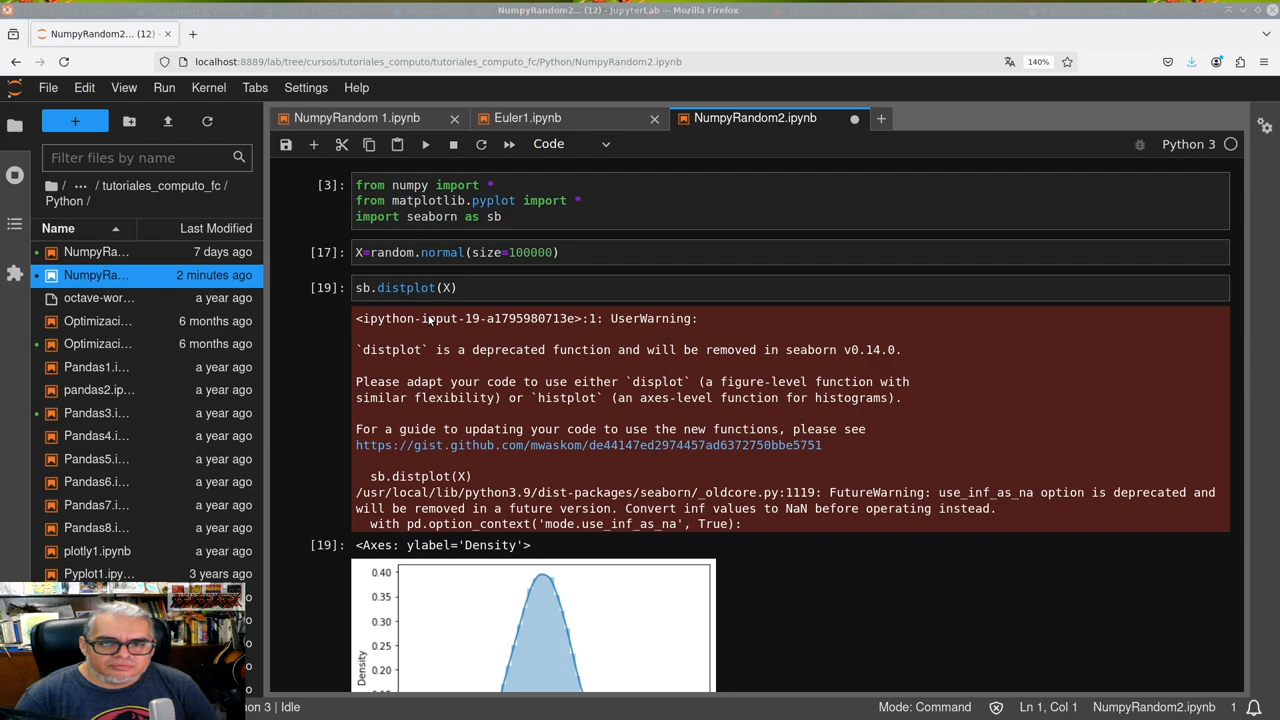 NumpyRandom2... (12) - JupyterLab — Mozilla Firefox
NumpyRandom2... (12)
localhost:8889/lab/tree/cursos/tutoriales_computo/tutoriales_computo_fc/Python/NumpyRandom2.ipynb
140%
File Edit View Run Kernel Tabs Settings Help
NumpyRandom 1.ipynb
Euler1.ipynb
NumpyRandom2.ipynb
Code
Python 3
Filter files by name
/ ··· / tutoriales_computo_fc /
Python /
Name Last Modified
NumpyRa... 7 days ago
NumpyRa... 2 minutes ago
octave-wor... a year ago
Optimizaci... 6 months ago
Optimizaci... 6 months ago
Pandas1.i... a year ago
pandas2.ip... a year ago
Pandas3.i... a year ago
Pandas4.i... a year ago
Pandas5.i... a year ago
Pandas6.i... a year ago
Pandas7.i... a year ago
Pandas8.i... a year ago
plotly1.ipynb a year ago
Pyplot1.ipy... 3 years ago
[3]:
from numpy import *
from matplotlib.pyplot import *
import seaborn as sb
[17]:
X=random.normal(size=100000)
[19]:
sb.distplot(X)
<ipython-input-19-a1795980713e>:1: UserWarning:
`distplot` is a deprecated function and will be removed in seaborn v0.14.0.
Please adapt your code to use either `displot` (a figure-level function with
similar flexibility) or `histplot` (an axes-level function for histograms).
For a guide to updating your code to use the new functions, please see
https://gist.github.com/mwaskom/de44147ed2974457ad6372750bbe5751
sb.distplot(X)
/usr/local/lib/python3.9/dist-packages/seaborn/_oldcore.py:1119: FutureWarning: use_inf_as_na option is deprecated and
will be removed in a future version. Convert inf values to NaN before operating instead.
with pd.option_context('mode.use_inf_as_na', True):
[19]:
<Axes: ylabel='Density'>
0.40
0.35
0.30
0.25
0.20
Density
n 3 | Idle
Mode: Command
Ln 1, Col 1
NumpyRandom2.ipynb
1